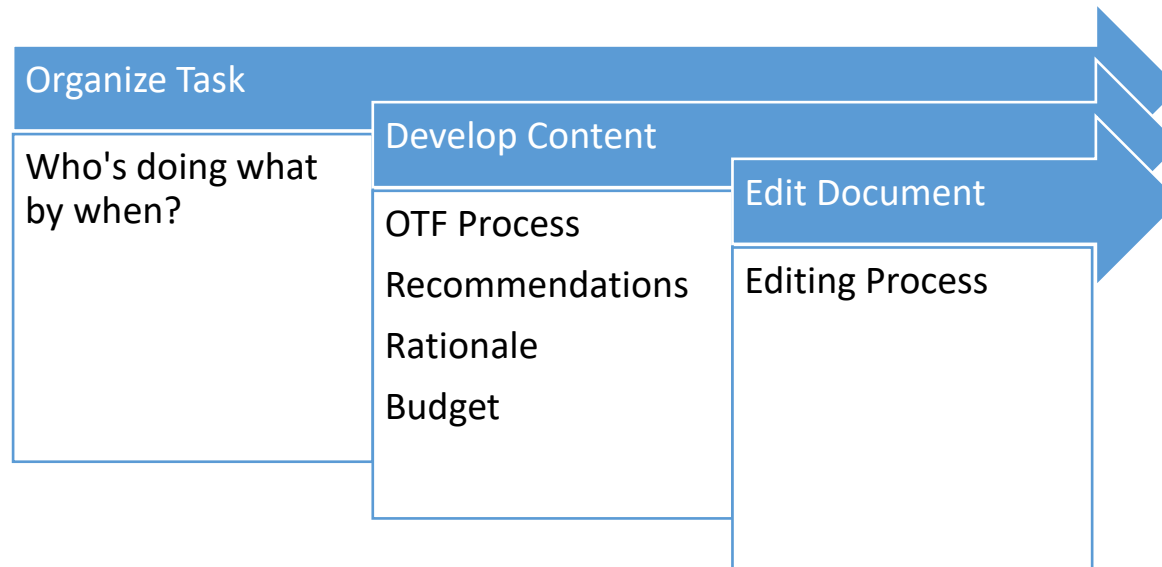 Organize Task
Who's doing what
by when?
Develop Content
OTF Process
Recommendations
Rationale
Budget
Edit Document
Editing Process